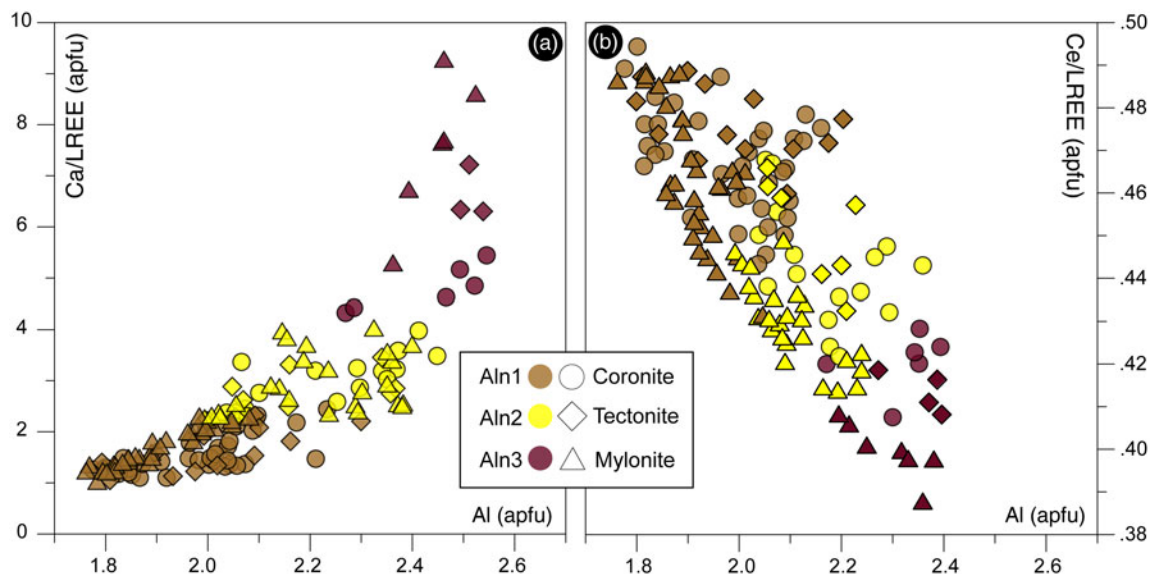 10
8
6
4
2
0
Ca/LREE (apfu)
(a)
Al (apfu)
1.8
2.0
2.2
2.4
2.6
(b)
Ce/LREE (apfu)
.50
.48
.46
.44
.42
.40
.38
Al (apfu)
1.8
2.0
2.2
2.4
2.6
Aln1 Coronite
Aln2 Tectonite
Aln3 Mylonite